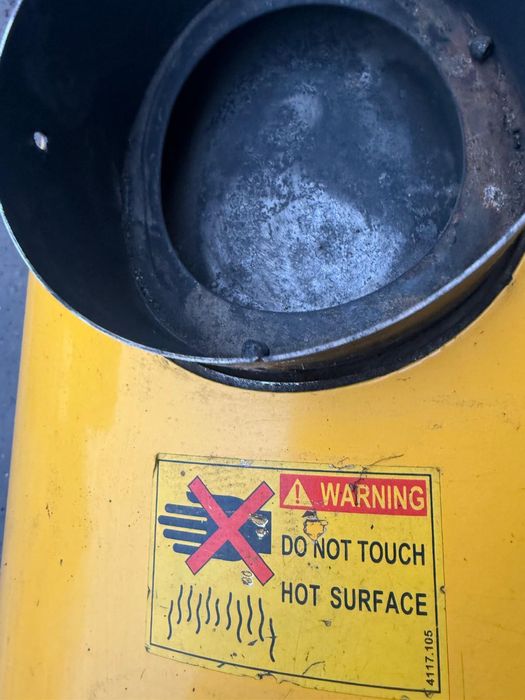 WARNING
DO NOT TOUCH
HOT SURFACE
4117.105